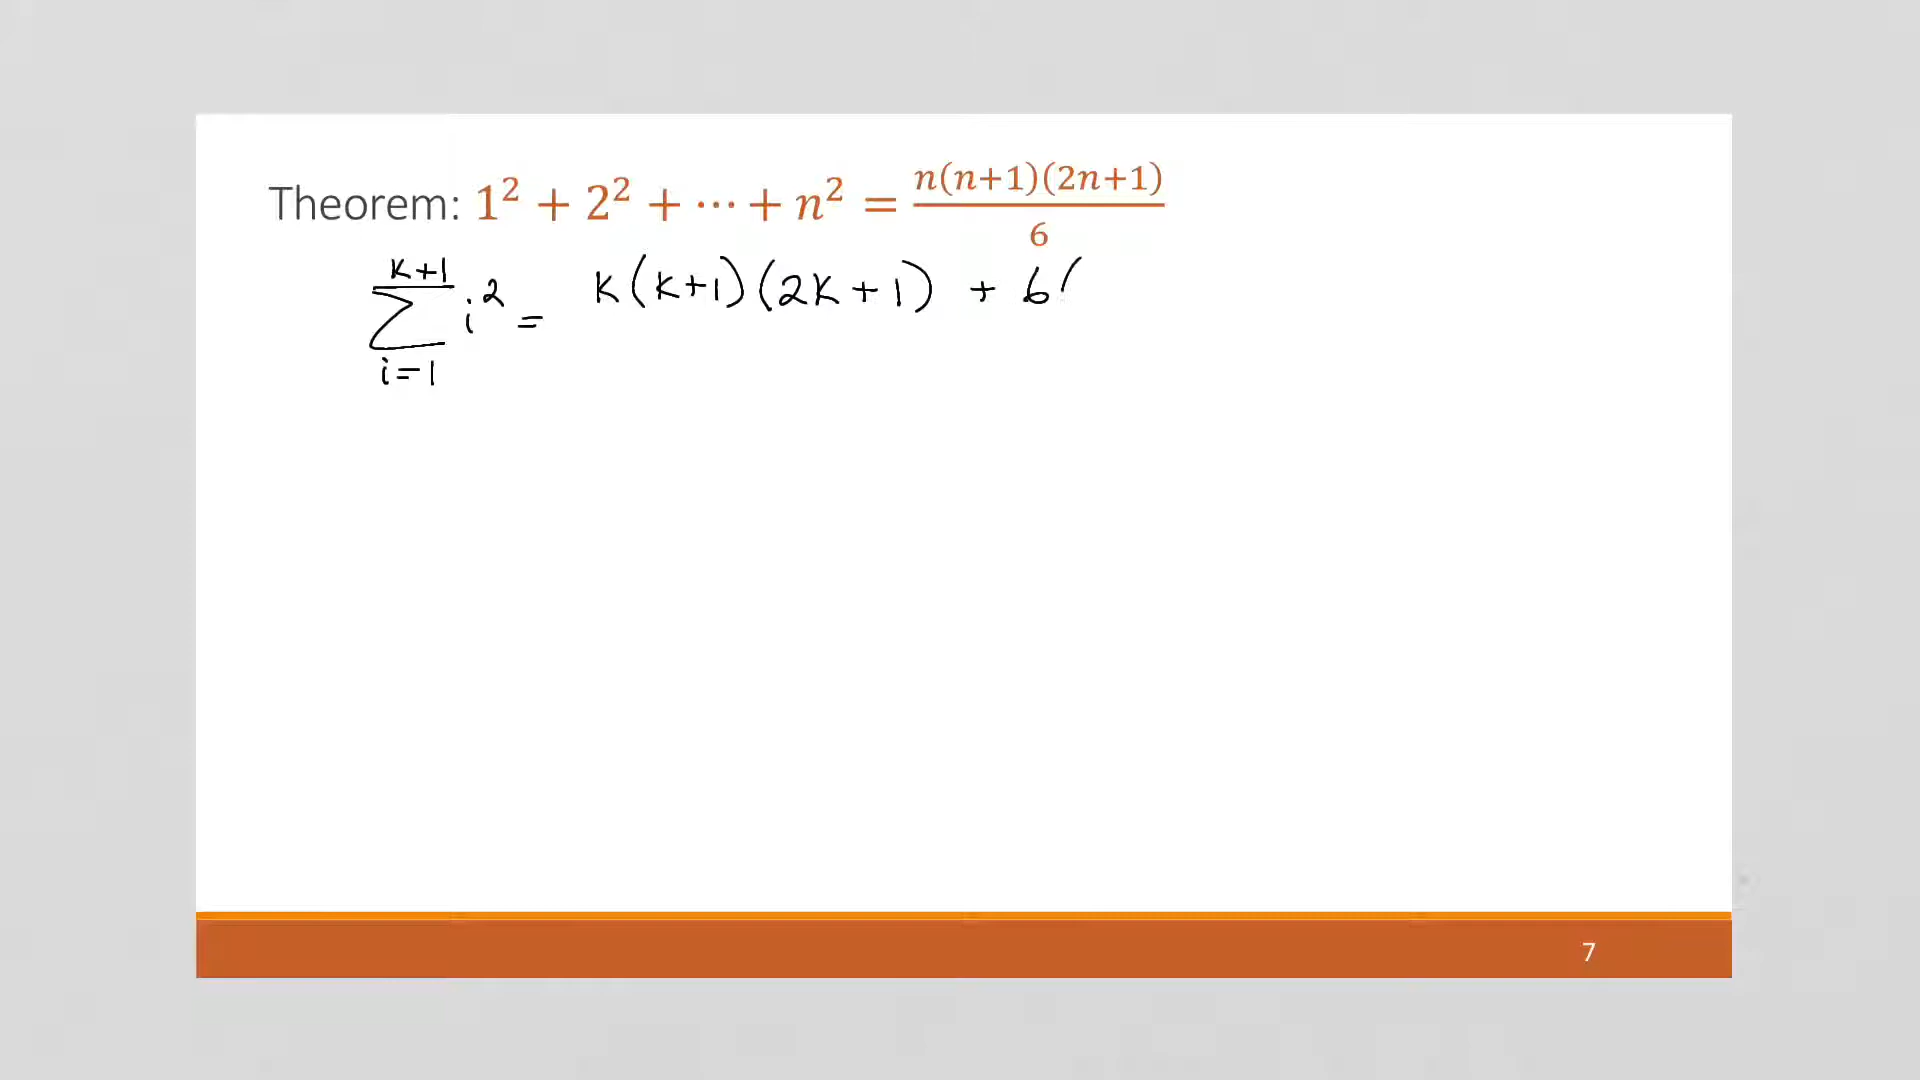 Theorem: 1² + 2² + ⋯ + n² = n(n+1)(2n+1)/6
∑_{i=1}^{k+1} i² = k(k+1)(2k+1) + 6(
7